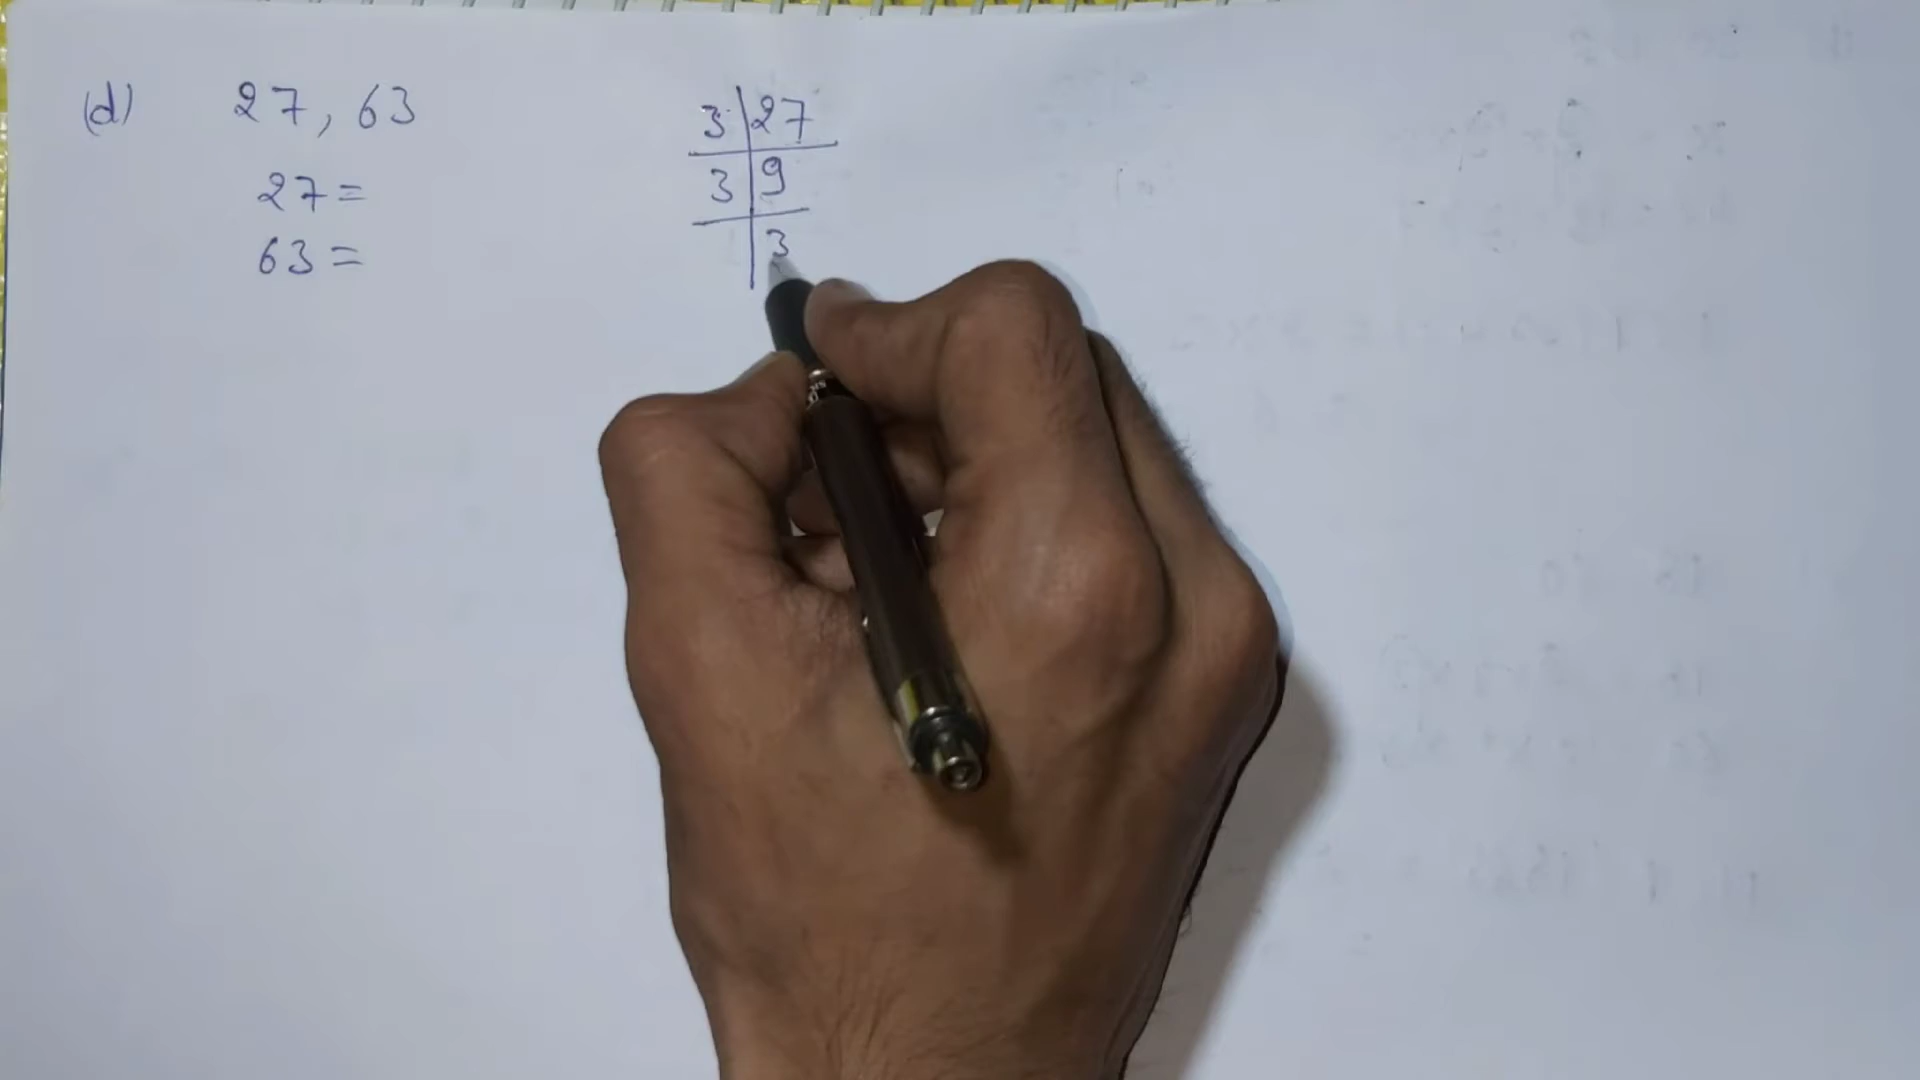 (d) 27, 63
27 =
63 =
3 | 27
3 | 9
| 3